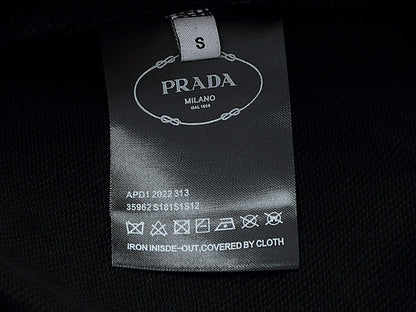 S
PRADA
MILANO
DAL 1913
APD1 2022 313
35962 S181S1S12
IRON INISDE-OUT,COVERED BY CLOTH